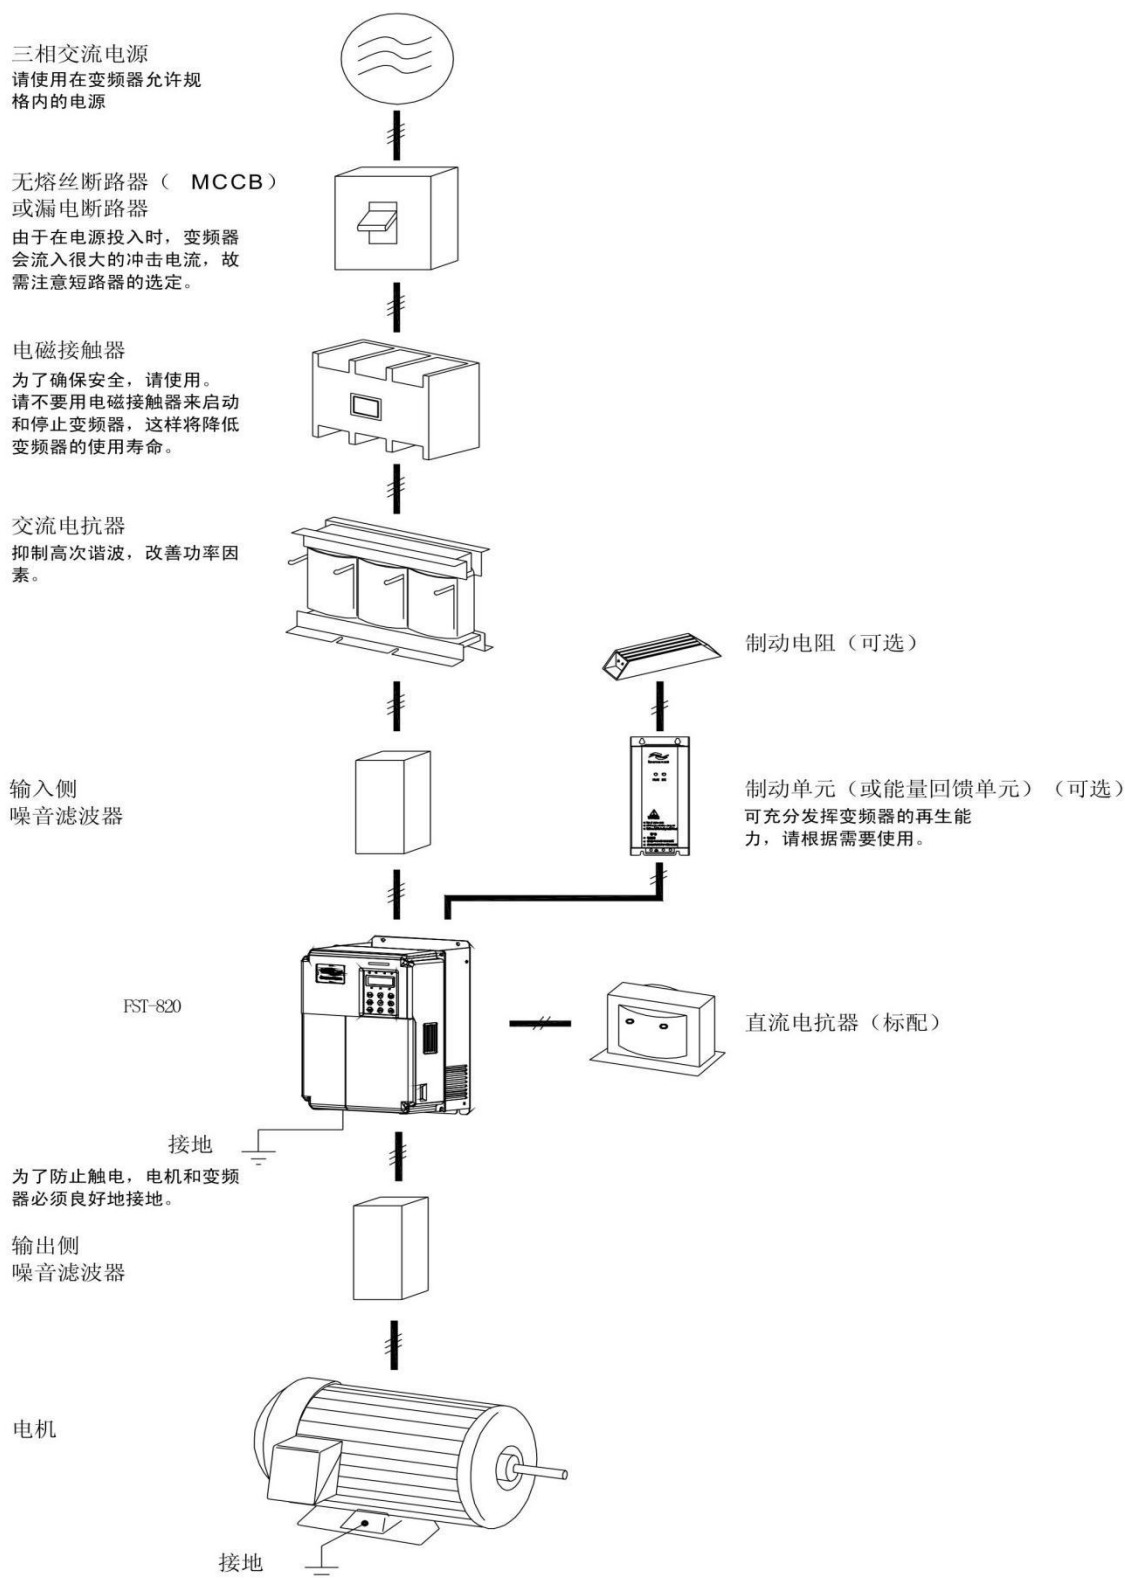 三相交流电源
请使用在变频器允许规
格内的电源
无熔丝断路器（ MCCB）
或漏电断路器
由于在电源投入时，变频器
会流入很大的冲击电流，故
需注意短路器的选定。
电磁接触器
为了确保安全，请使用。
请不要用电磁接触器来启动
和停止变频器，这样将降低
变频器的使用寿命。
交流电抗器
抑制高次谐波，改善功率因
素。
制动电阻（可选）
输入侧
噪音滤波器
制动单元（或能量回馈单元）（可选）
可充分发挥变频器的再生能
力，请根据需要使用。
FST-820
直流电抗器（标配）
接地
为了防止触电，电机和变频
器必须良好地接地。
输出侧
噪音滤波器
电机
接地